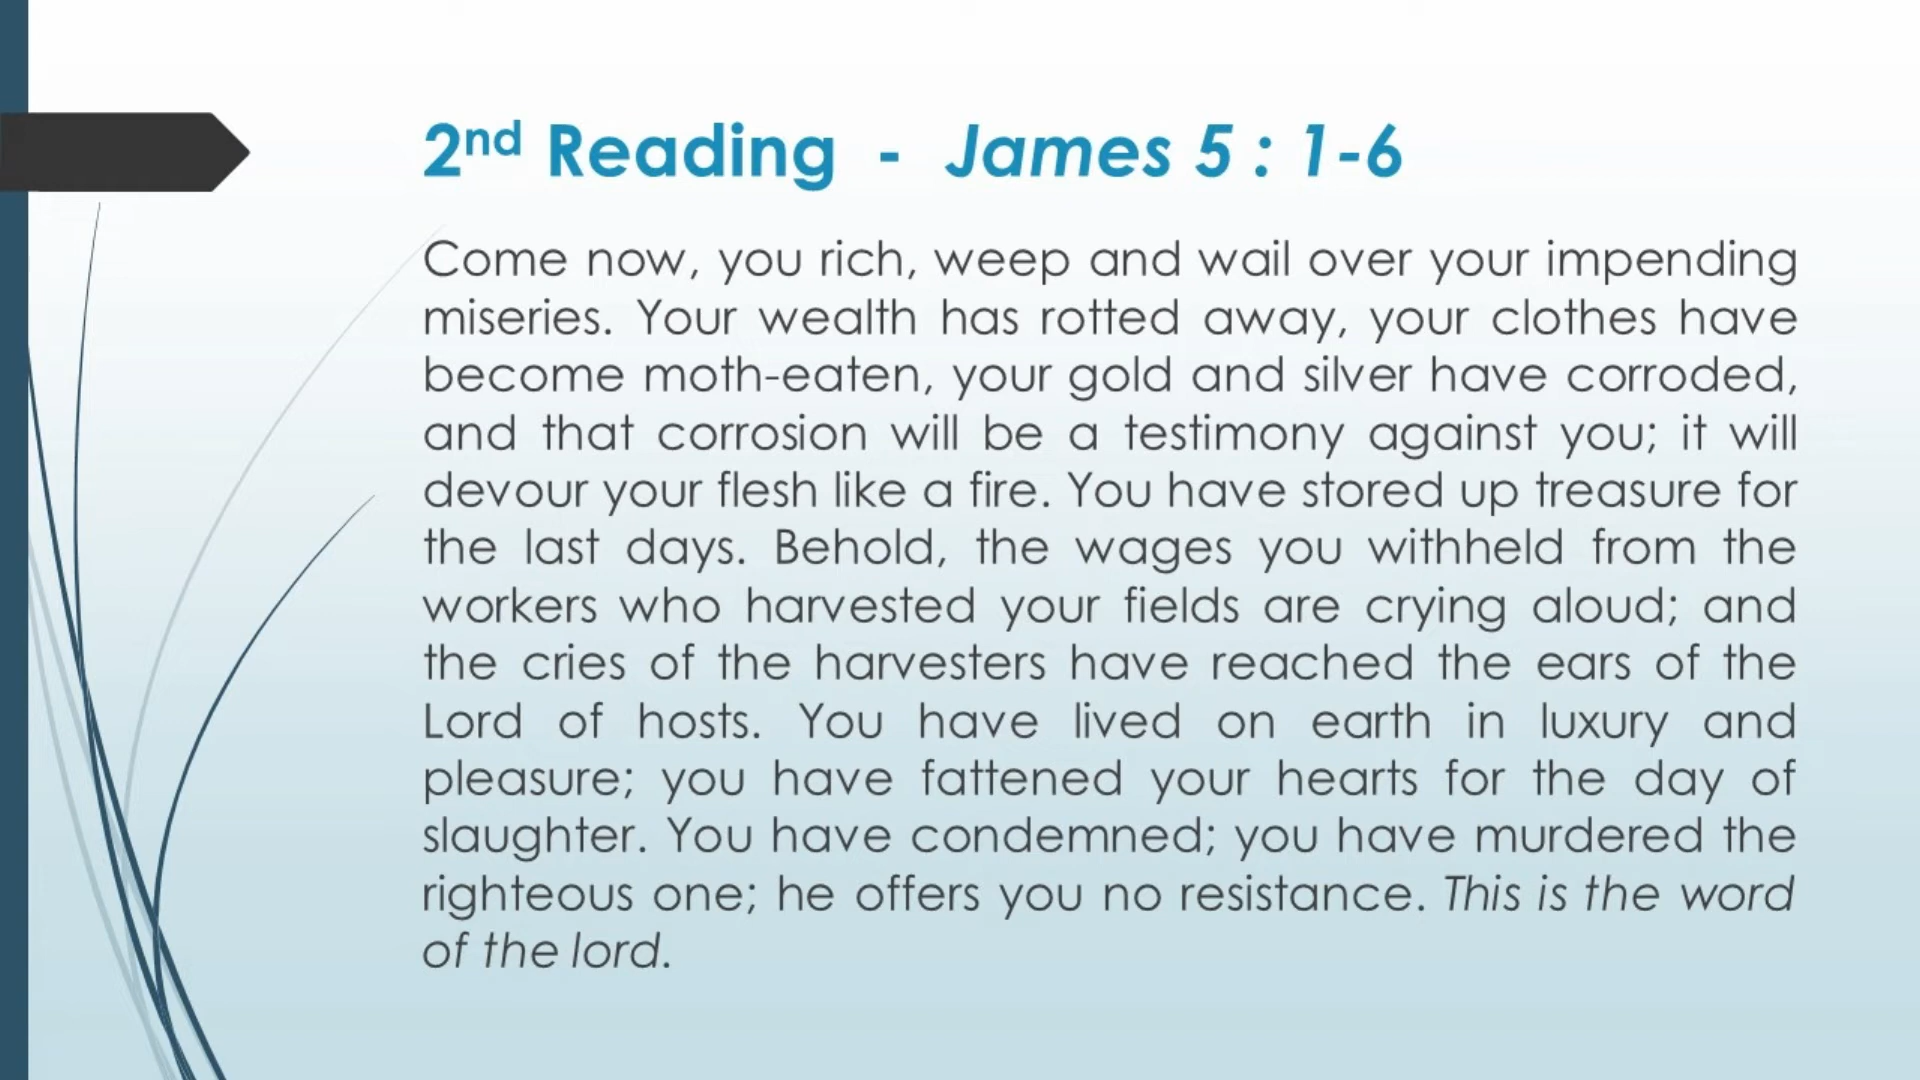 2nd Reading - James 5 : 1-6
Come now, you rich, weep and wail over your impending
miseries. Your wealth has rotted away, your clothes have
become moth-eaten, your gold and silver have corroded,
and that corrosion will be a testimony against you; it will
devour your flesh like a fire. You have stored up treasure for
the last days. Behold, the wages you withheld from the
workers who harvested your fields are crying aloud; and
the cries of the harvesters have reached the ears of the
Lord of hosts. You have lived on earth in luxury and
pleasure; you have fattened your hearts for the day of
slaughter. You have condemned; you have murdered the
righteous one; he offers you no resistance. This is the word
of the lord.